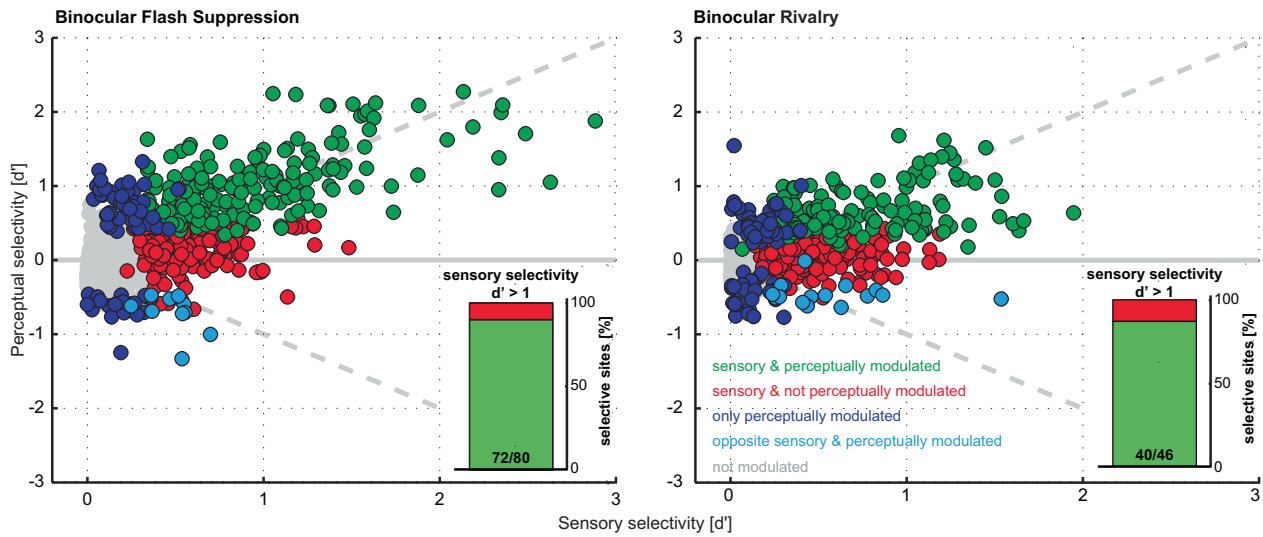 Binocular Flash Suppression
Binocular Rivalry
3
2
1
0
-1
-2
-3
Perceptual selectivity [d']
0
1
2
3
sensory selectivity
d' > 1
100
50
0
selective sites [%]
72/80
3
2
1
0
-1
-2
-3
sensory & perceptually modulated
sensory & not perceptually modulated
only perceptually modulated
opposite sensory & perceptually modulated
not modulated
0
1
2
3
sensory selectivity
d' > 1
100
50
0
selective sites [%]
40/46
Sensory selectivity [d']